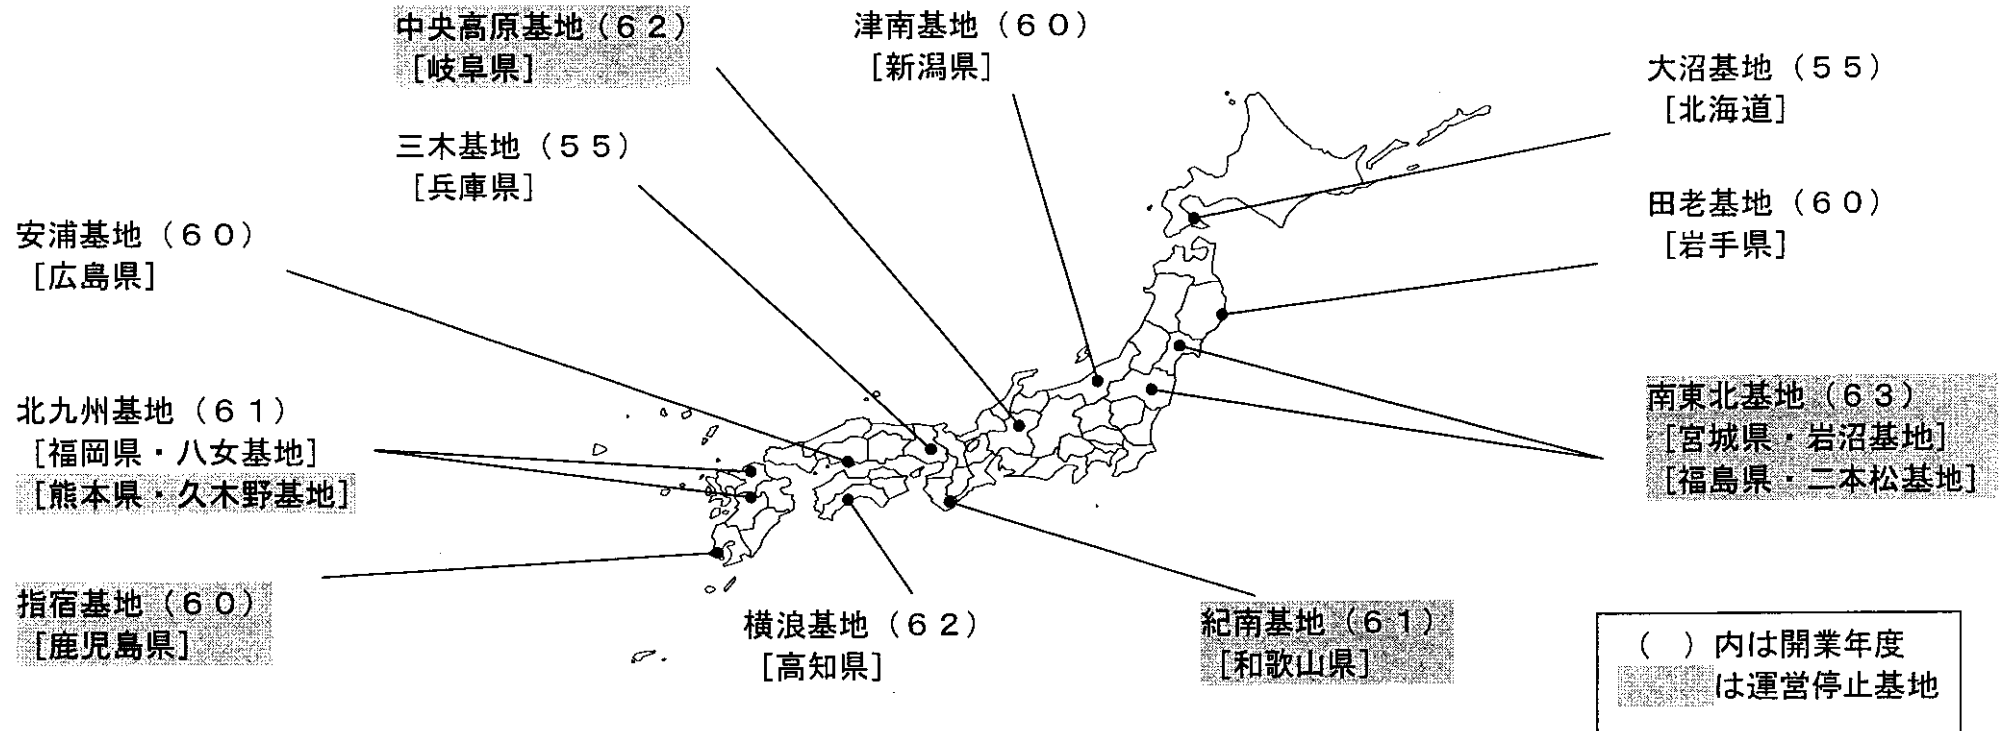 中央高原基地（６２）
［岐阜県］
津南基地（６０）
［新潟県］
大沼基地（５５）
［北海道］
三木基地（５５）
［兵庫県］
田老基地（６０）
［岩手県］
安浦基地（６０）
［広島県］
北九州基地（６１）
［福岡県・八女基地］
［熊本県・久木野基地］
南東北基地（６３）
［宮城県・岩沼基地］
［福島県・二本松基地］
指宿基地（６０）
［鹿児島県］
横浪基地（６２）
［高知県］
紀南基地（６１）
［和歌山県］
（　）内は開業年度
は運営停止基地